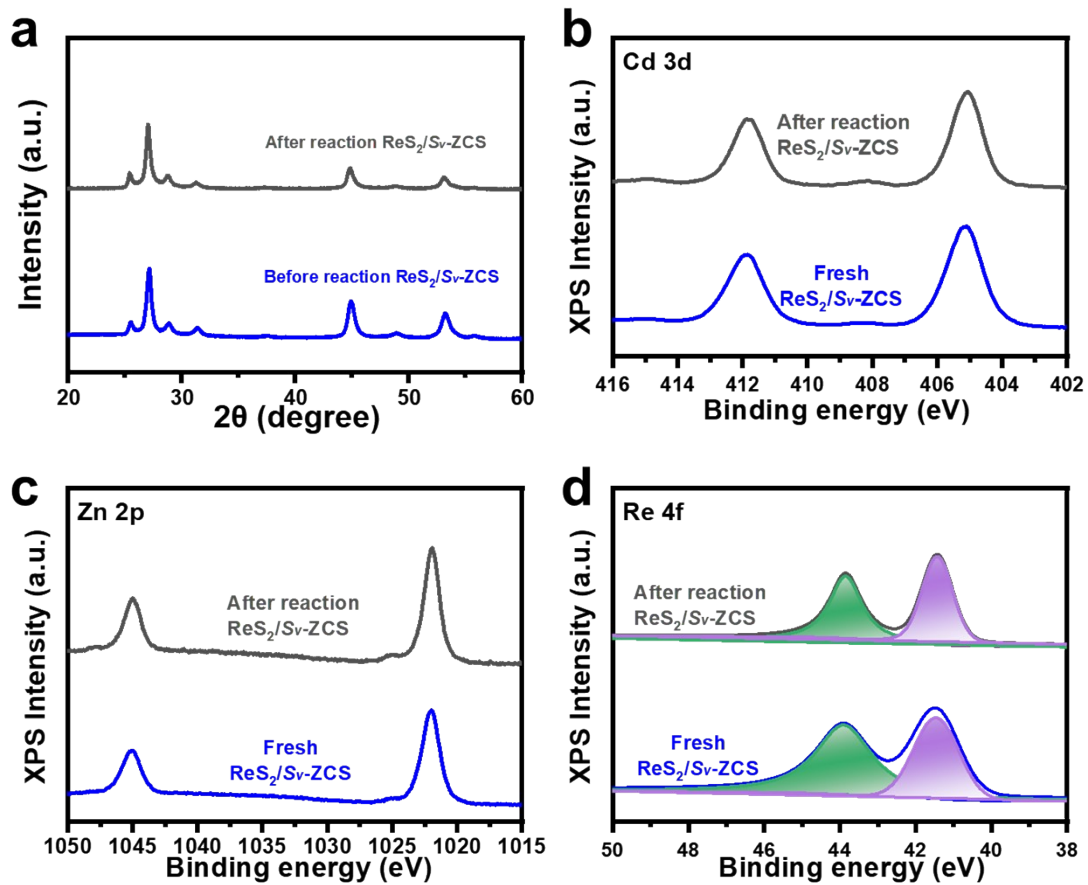 a
Intensity (a.u.)
After reaction ReS₂/Sv-ZCS
Before reaction ReS₂/Sv-ZCS
20 30 40 50 60
2θ (degree)
b
Cd 3d
XPS Intensity (a.u.)
After reaction
ReS₂/Sv-ZCS
Fresh
ReS₂/Sv-ZCS
416 414 412 410 408 406 404 402
Binding energy (eV)
c
Zn 2p
XPS Intensity (a.u.)
After reaction
ReS₂/Sv-ZCS
Fresh
ReS₂/Sv-ZCS
1050 1045 1040 1035 1030 1025 1020 1015
Binding energy (eV)
d
Re 4f
XPS Intensity (a.u.)
After reaction
ReS₂/Sv-ZCS
Fresh
ReS₂/Sv-ZCS
50 48 46 44 42 40 38
Binding energy (eV)